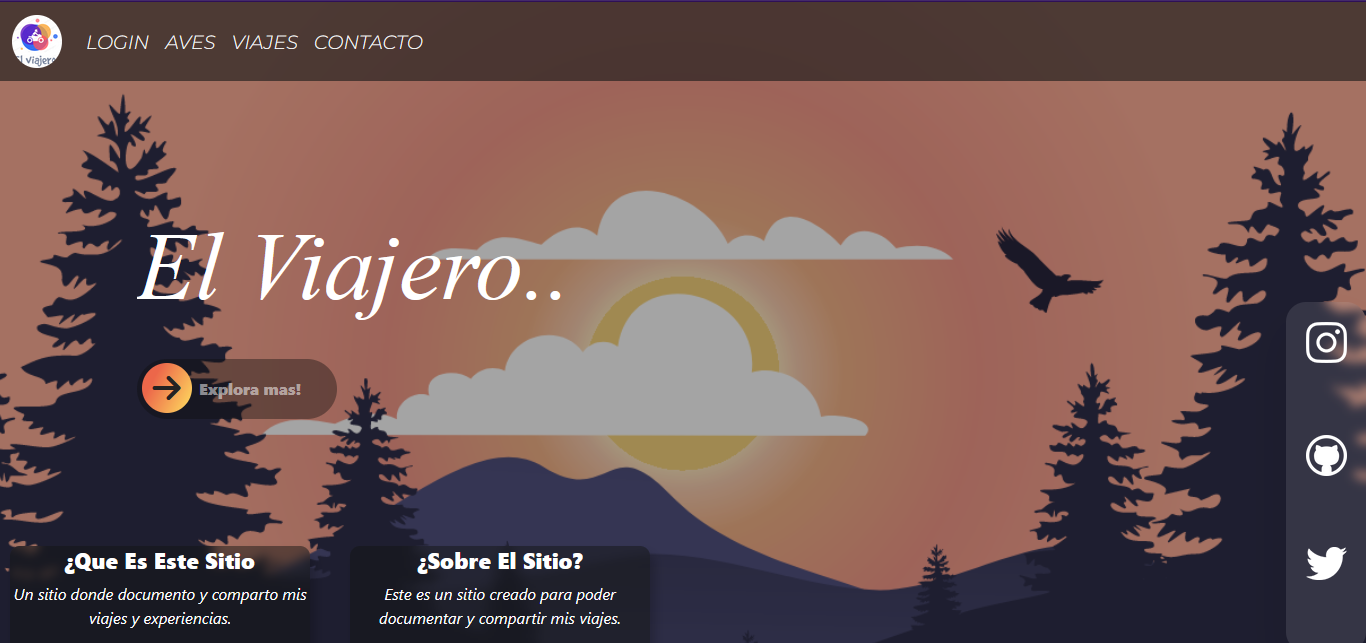 El Viajero
LOGIN AVES VIAJES CONTACTO
El Viajero..
Explora mas!
¿Que Es Este Sitio
Un sitio donde documento y comparto mis
viajes y experiencias.
¿Sobre El Sitio?
Este es un sitio creado para poder
documentar y compartir mis viajes.